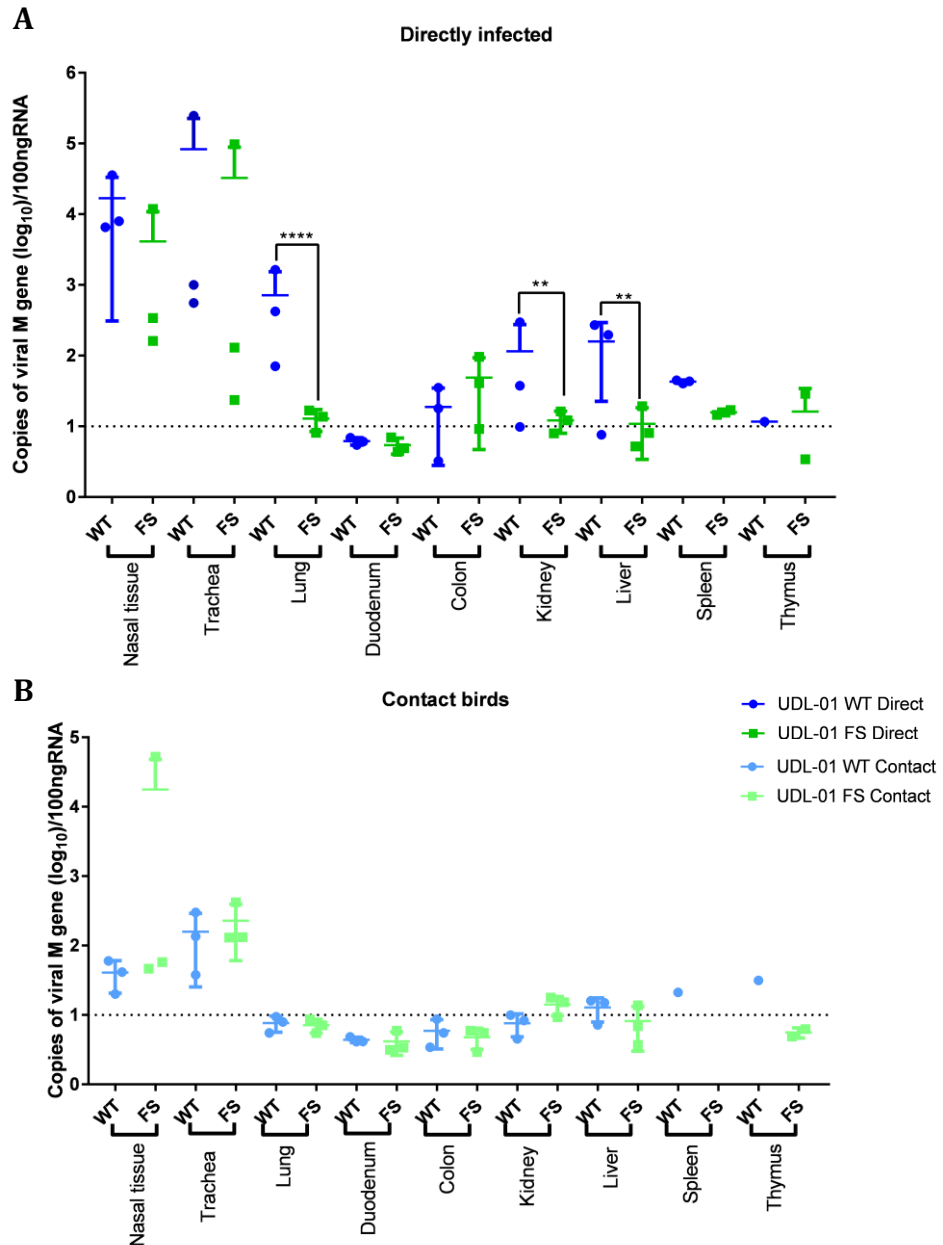 A
Directly infected
Copies of viral M gene (log10)/100ngRNA
6
5
4
3
2
1
0
****
**
**
WT FS WT FS WT FS WT FS WT FS WT FS WT FS WT FS WT FS
Nasal tissue Trachea Lung Duodenum Colon Kidney Liver Spleen Thymus
B
Contact birds
Copies of viral M gene (log10)/100ngRNA
5
4
3
2
1
0
UDL-01 WT Direct
UDL-01 FS Direct
UDL-01 WT Contact
UDL-01 FS Contact
WT FS WT FS WT FS WT FS WT FS WT FS WT FS WT FS WT FS
Nasal tissue Trachea Lung Duodenum Colon Kidney Liver Spleen Thymus